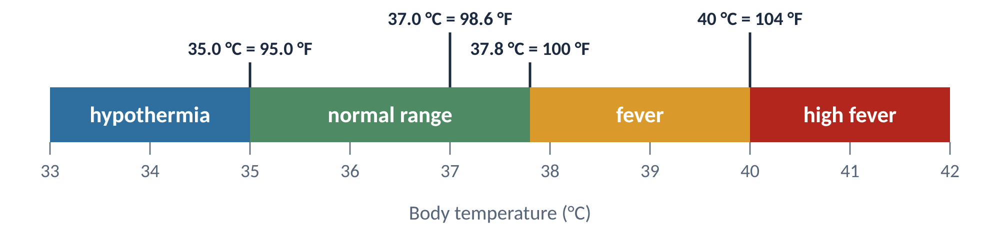 37.0 °C = 98.6 °F
40 °C = 104 °F
35.0 °C = 95.0 °F
37.8 °C = 100 °F
hypothermia
normal range
fever
high fever
33 34 35 36 37 38 39 40 41 42
Body temperature (°C)